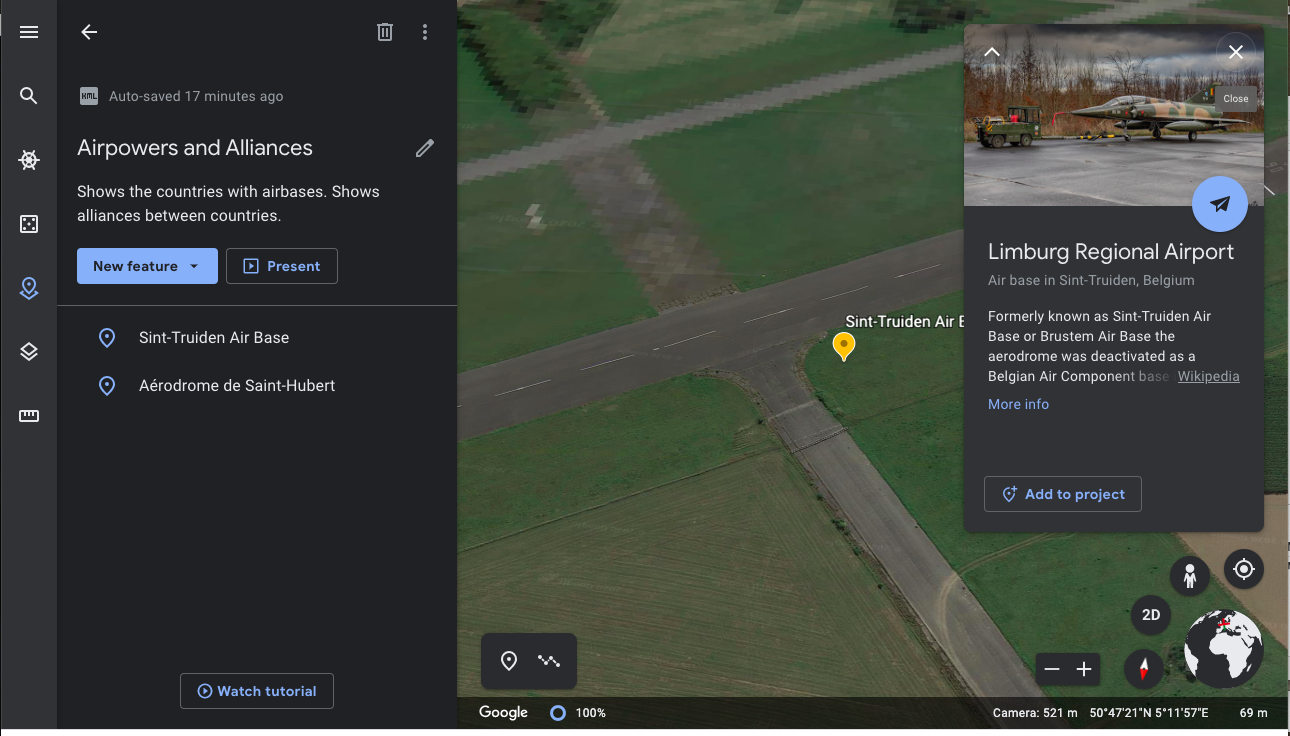 KML Auto-saved 17 minutes ago
Airpowers and Alliances
Shows the countries with airbases. Shows
alliances between countries.
New feature
Present
Sint-Truiden Air Base
Aérodrome de Saint-Hubert
Watch tutorial
Sint-Truiden Air B
Close
Limburg Regional Airport
Air base in Sint-Truiden, Belgium
Formerly known as Sint-Truiden Air
Base or Brustem Air Base the
aerodrome was deactivated as a
Belgian Air Component base Wikipedia
More info
Add to project
2D
Google
100%
Camera: 521 m 50°47'21"N 5°11'57"E 69 m